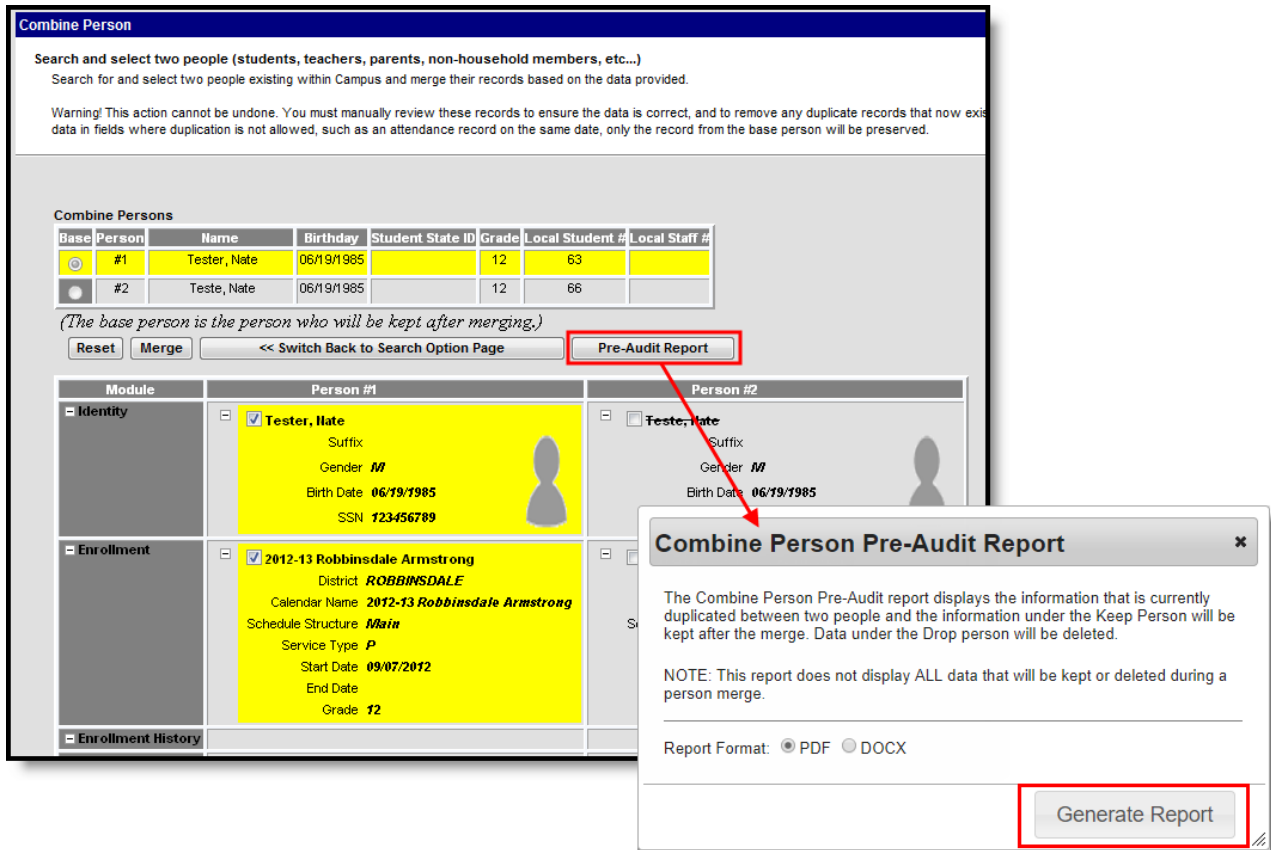 Combine Person
Search and select two people (students, teachers, parents, non-household members, etc...)
Search for and select two people existing within Campus and merge their records based on the data provided.
Warning! This action cannot be undone. You must manually review these records to ensure the data is correct, and to remove any duplicate records that now exis
data in fields where duplication is not allowed, such as an attendance record on the same date, only the record from the base person will be preserved.
Combine Persons
Base Person Name Birthday Student State ID Grade Local Student # Local Staff #
#1 Tester, Nate 06/19/1985 12 63
#2 Teste, Nate 06/19/1985 12 66
(The base person is the person who will be kept after merging.)
Reset Merge << Switch Back to Search Option Page Pre-Audit Report
Module Person #1 Person #2
Identity Tester, Nate Teste, Nate
Suffix Suffix
Gender M Gender M
Birth Date 06/19/1985 Birth Date 06/19/1985
SSN 123456789
Enrollment 2012-13 Robbinsdale Armstrong
District ROBBINSDALE
Calendar Name 2012-13 Robbinsdale Armstrong
Schedule Structure Main
Service Type P
Start Date 09/07/2012
End Date
Grade 12
Enrollment History
Combine Person Pre-Audit Report
The Combine Person Pre-Audit report displays the information that is currently
duplicated between two people and the information under the Keep Person will be
kept after the merge. Data under the Drop person will be deleted.
NOTE: This report does not display ALL data that will be kept or deleted during a
person merge.
Report Format: PDF DOCX
Generate Report